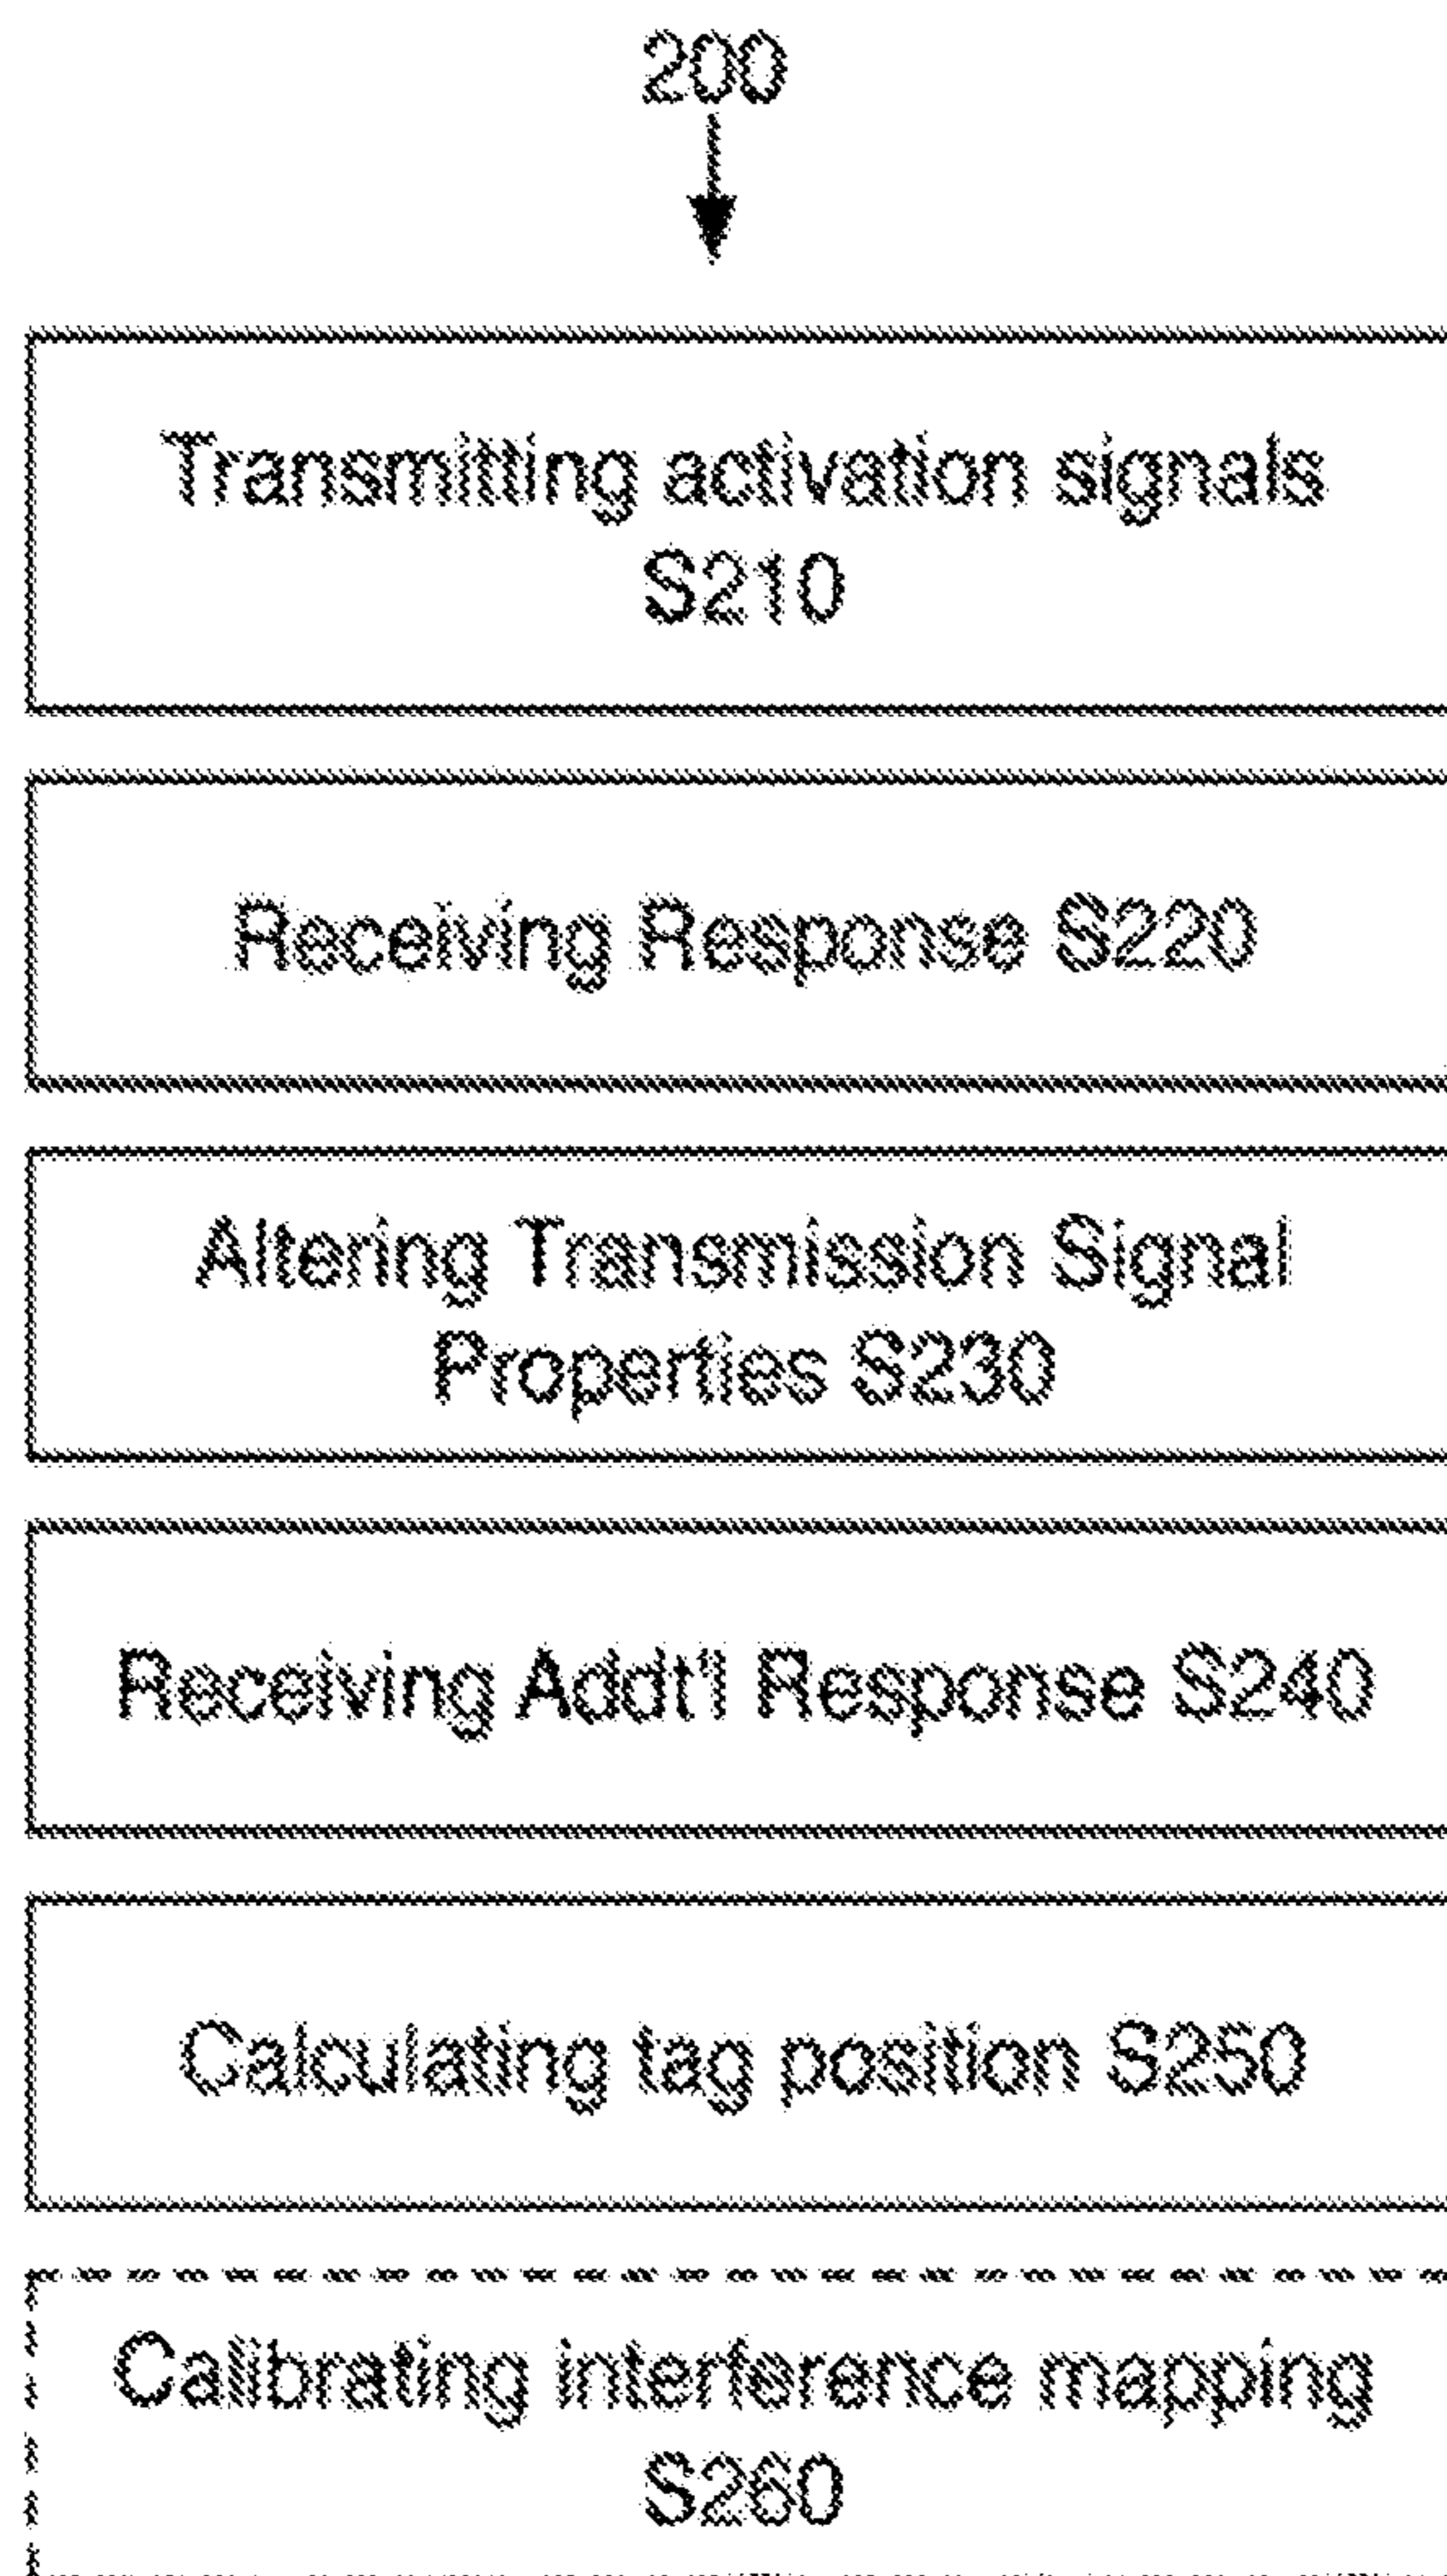 200
Transmitting activation signals
S210
Receiving Response S220
Altering Transmission Signal
Properties S230
Receiving Addt'l Response S240
Calculating tag position S250
Calibrating interference mapping
S260